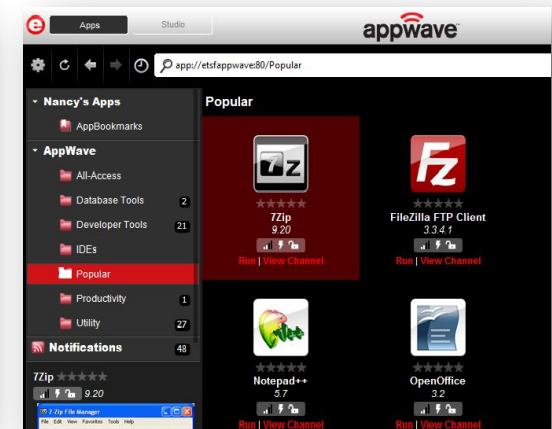 e Apps Studio appwave
app://etsfappwave:80/Popular
Nancy's Apps
AppBookmarks
AppWave
All-Access
Database Tools 2
Developer Tools 21
IDEs
Popular
Productivity 1
Utility 27
Notifications 48
7Zip
9.20
7-Zip File Manager
File Edit View Favorites Tools Help
Popular
7z
7Zip
9.20
Run | View Channel
Fz
FileZilla FTP Client
3.3.4.1
Run | View Channel
Notepad++
5.7
Run | View Channel
OpenOffice
3.2
Run | View Channel